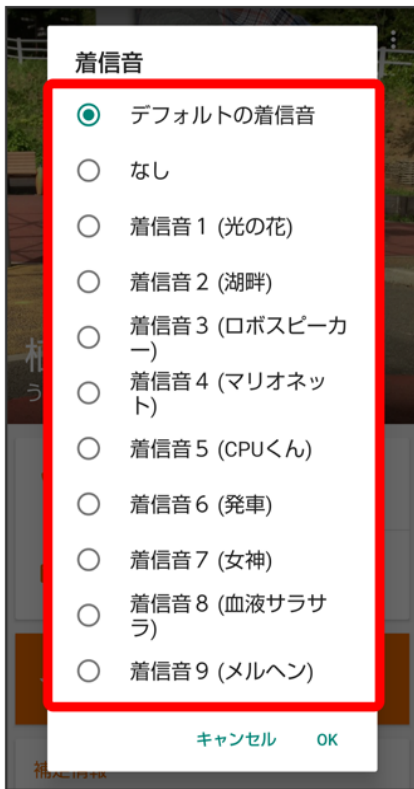 着信音
デフォルトの着信音
なし
着信音1 (光の花)
着信音2 (湖畔)
着信音3 (ロボスピーカ
ー)
着信音4 (マリオネッ
ト)
着信音5 (CPUくん)
着信音6 (発車)
着信音7 (女神)
着信音8 (血液サラサ
ラ)
着信音9 (メルヘン)
キャンセル OK
う